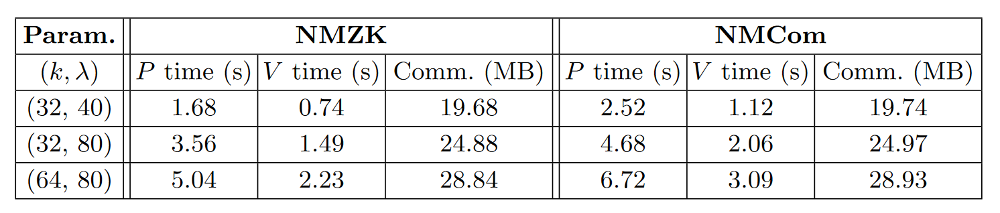 Param. NMZK NMCom
(k, λ) P time (s) V time (s) Comm. (MB) P time (s) V time (s) Comm. (MB)
(32, 40) 1.68 0.74 19.68 2.52 1.12 19.74
(32, 80) 3.56 1.49 24.88 4.68 2.06 24.97
(64, 80) 5.04 2.23 28.84 6.72 3.09 28.93